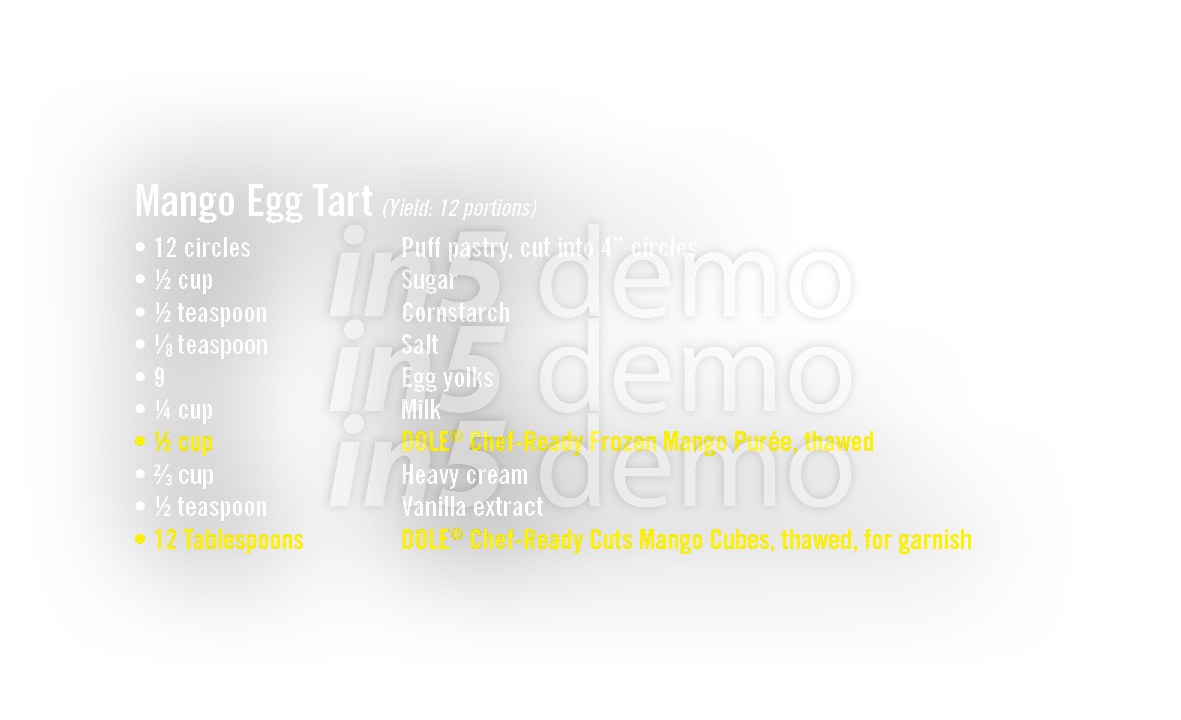 Mango Egg Tart (Yield: 12 portions)
• 12 circles Puff pastry, cut into 4” circles
• ½ cup Sugar
• ½ teaspoon Cornstarch
• ⅛ teaspoon Salt
• 9 Egg yolks
• ¼ cup Milk
• ½ cup DOLE® Chef-Ready Frozen Mango Purée, thawed
• ⅔ cup Heavy cream
• ½ teaspoon Vanilla extract
• 12 Tablespoons DOLE® Chef-Ready Cuts Mango Cubes, thawed, for garnish
in5 demo
in5 demo
in5 demo